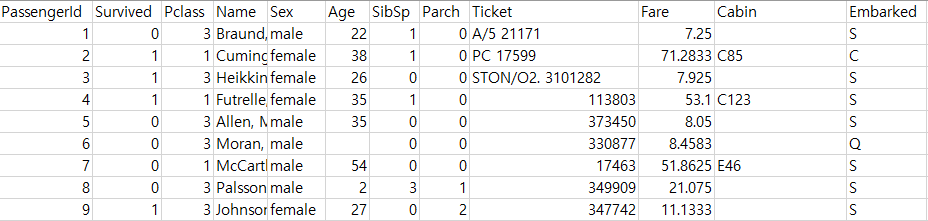 PassengerId Survived Pclass Name Sex Age SibSp Parch Ticket Fare Cabin Embarked
1 0 3 Braund, male 22 1 0 A/5 21171 7.25 S
2 1 1 Cuming female 38 1 0 PC 17599 71.2833 C85 C
3 1 3 Heikkin female 26 0 0 STON/O2. 3101282 7.925 S
4 1 1 Futrelle female 35 1 0 113803 53.1 C123 S
5 0 3 Allen, M male 35 0 0 373450 8.05 S
6 0 3 Moran, male 0 0 330877 8.4583 Q
7 0 1 McCart male 54 0 0 17463 51.8625 E46 S
8 0 3 Palsson male 2 3 1 349909 21.075 S
9 1 3 Johnson female 27 0 2 347742 11.1333 S